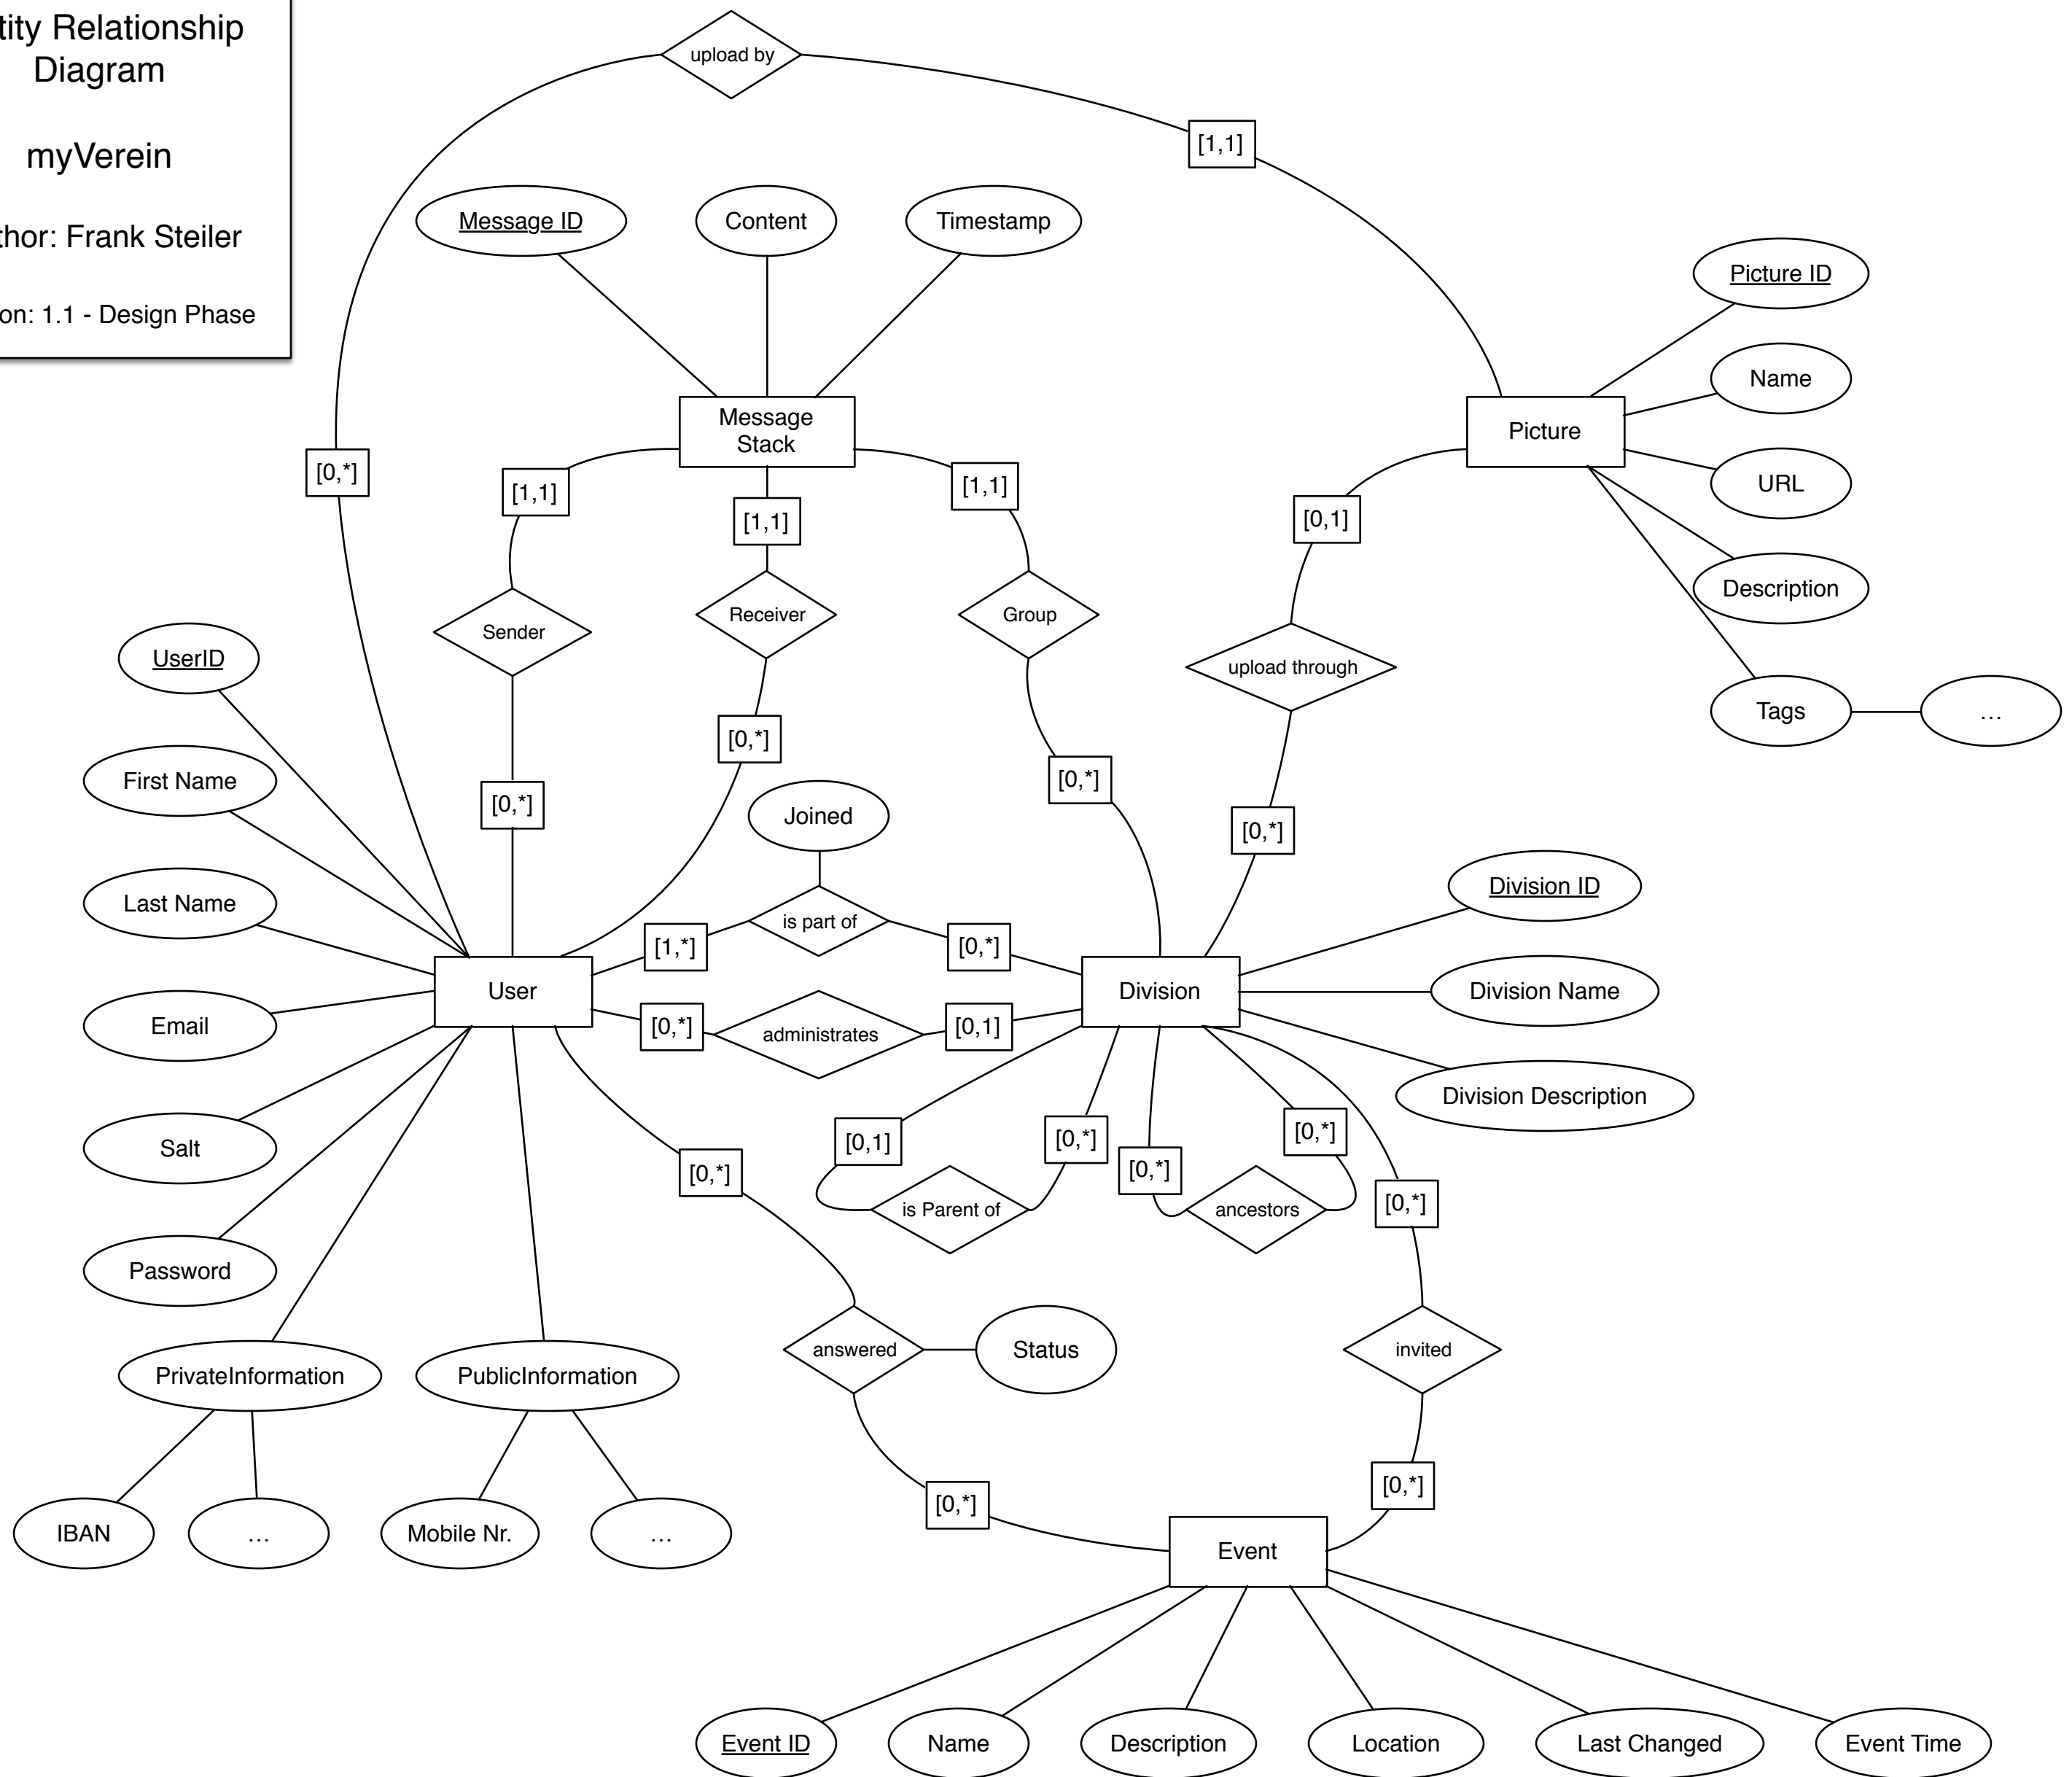 tity Relationship
Diagram
myVerein
thor: Frank Steiler
on: 1.1 - Design Phase
upload by
[1,1]
Message ID
Content
Timestamp
Picture ID
Name
Message
Stack
Picture
[0,*]
[1,1]
[1,1]
[1,1]
URL
[0,1]
Description
Sender
Receiver
Group
upload through
UserID
Tags
...
[0,*]
First Name
[0,*]
[0,*]
Joined
[0,*]
Last Name
is part of
Division ID
[1,*]
[0,*]
User
Division
Division Name
Email
[0,*]
administrates
[0,1]
Division Description
Salt
[0,1]
[0,*]
[0,*]
[0,*]
[0,*]
is Parent of
ancestors
[0,*]
Password
answered
Status
invited
PrivateInformation
PublicInformation
[0,*]
[0,*]
IBAN
...
Mobile Nr.
...
Event
Event ID
Name
Description
Location
Last Changed
Event Time